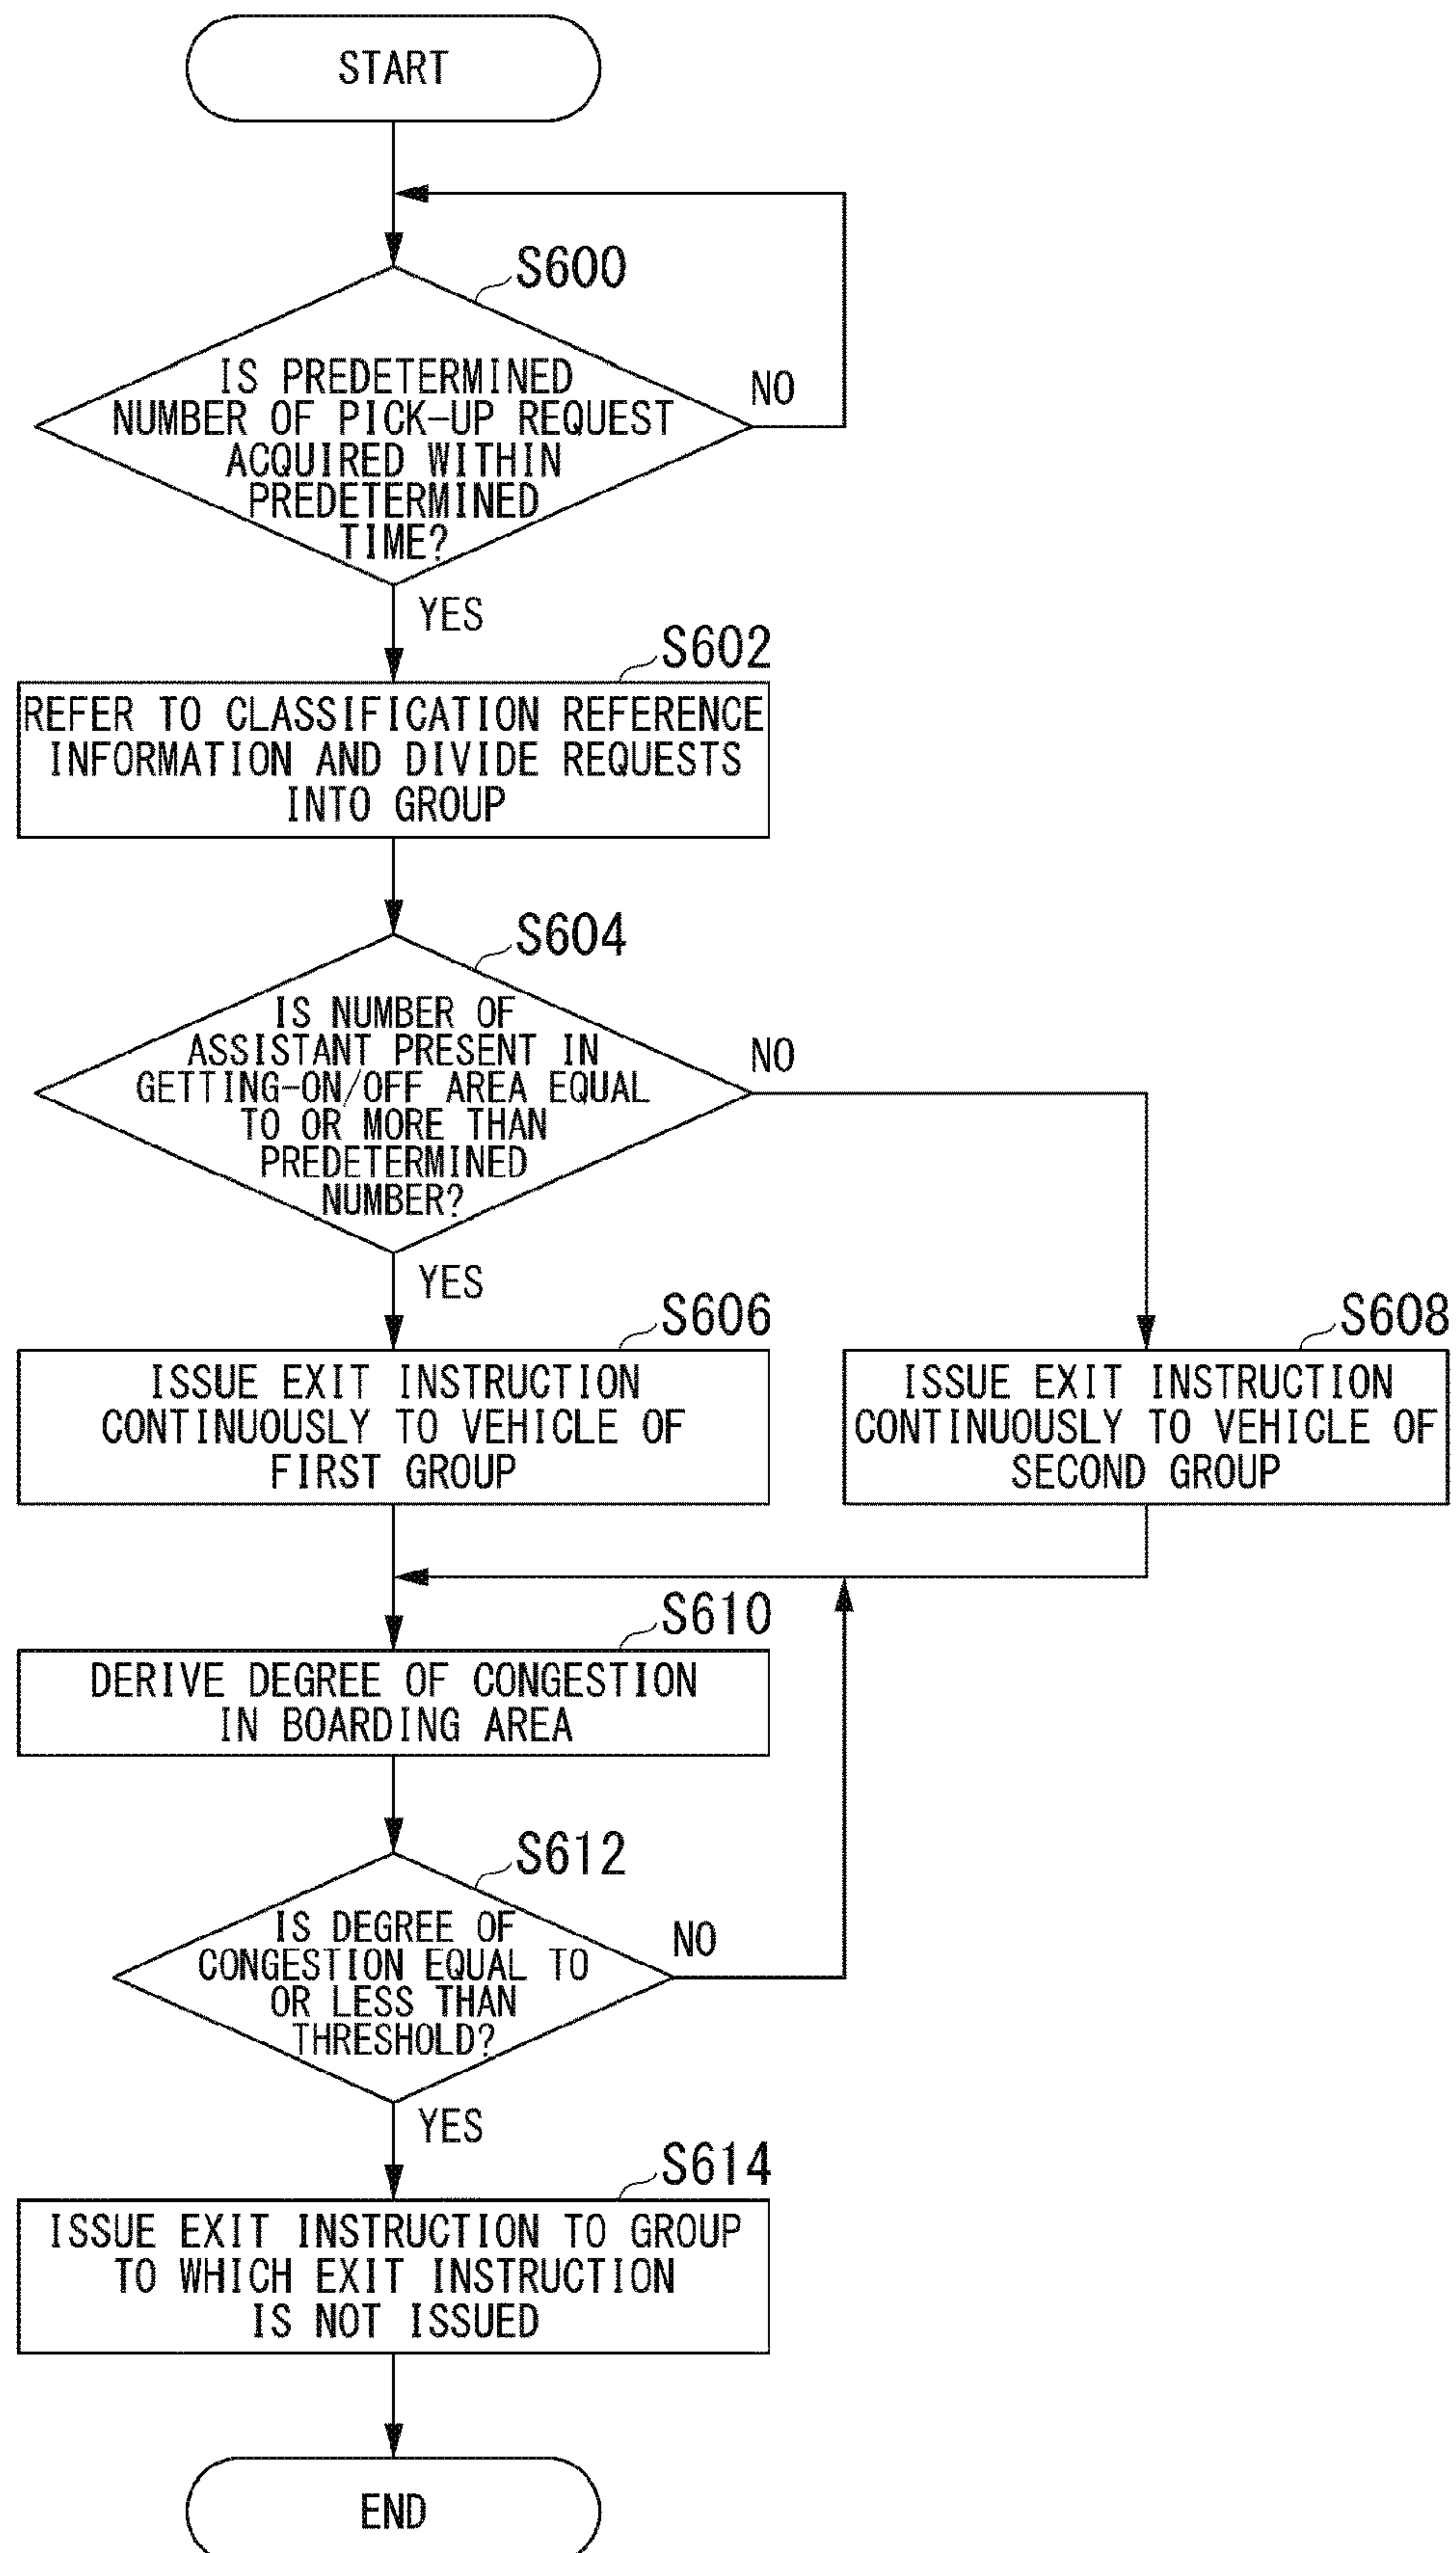 START
S600
IS PREDETERMINED
NUMBER OF PICK-UP REQUEST
ACQUIRED WITHIN
PREDETERMINED
TIME?
NO
YES
S602
REFER TO CLASSIFICATION REFERENCE
INFORMATION AND DIVIDE REQUESTS
INTO GROUP
S604
IS NUMBER OF
ASSISTANT PRESENT IN
GETTING-ON/OFF AREA EQUAL
TO OR MORE THAN
PREDETERMINED
NUMBER?
NO
YES
S606
ISSUE EXIT INSTRUCTION
CONTINUOUSLY TO VEHICLE OF
FIRST GROUP
S608
ISSUE EXIT INSTRUCTION
CONTINUOUSLY TO VEHICLE OF
SECOND GROUP
S610
DERIVE DEGREE OF CONGESTION
IN BOARDING AREA
S612
IS DEGREE OF
CONGESTION EQUAL TO
OR LESS THAN
THRESHOLD?
NO
YES
S614
ISSUE EXIT INSTRUCTION TO GROUP
TO WHICH EXIT INSTRUCTION
IS NOT ISSUED
END